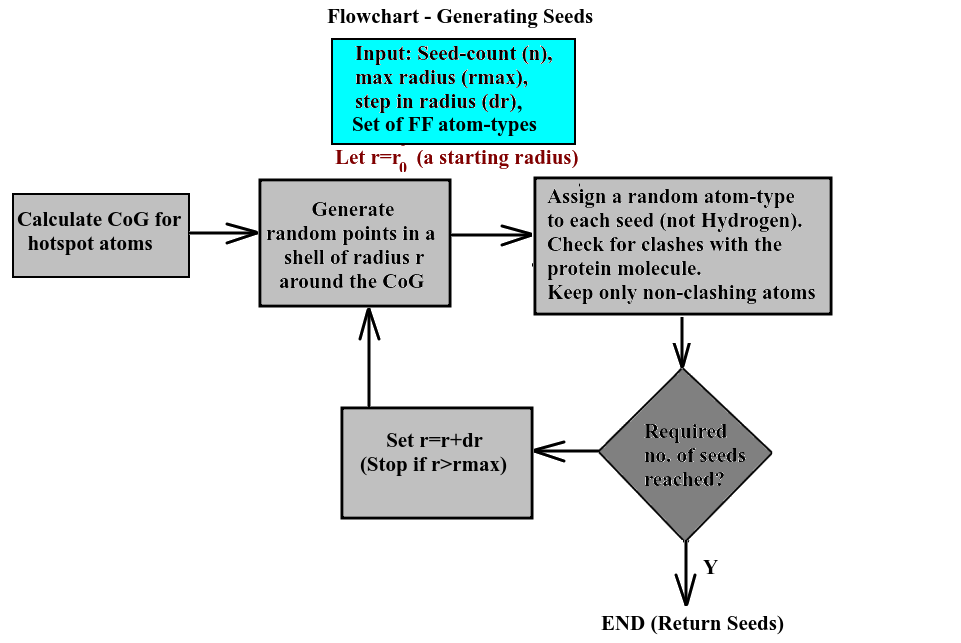 Flowchart - Generating Seeds
Input: Seed-count (n),
max radius (rmax),
step in radius (dr),
Set of FF atom-types
Let r=r0 (a starting radius)
Calculate CoG for
hotspot atoms
Generate
random points in a
shell of radius r
around the CoG
Assign a random atom-type
to each seed (not Hydrogen).
Check for clashes with the
protein molecule.
Keep only non-clashing atoms
Set r=r+dr
(Stop if r>rmax)
Required
no. of seeds
reached?
Y
END (Return Seeds)